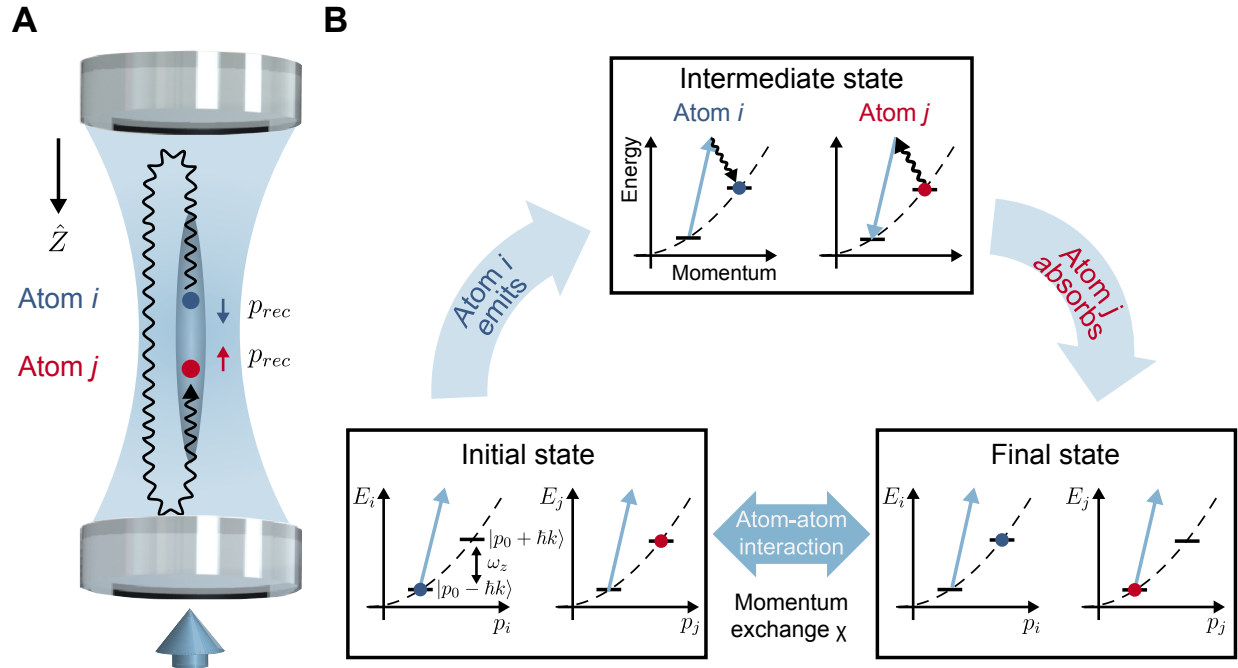 A
B
Ẑ
Atom i
p_rec
Atom j
p_rec
Intermediate state
Atom i
Atom j
Energy
Momentum
Atom i
emits
Atom j
absorbs
Initial state
E_i
|p_0 + ħk⟩
ω_z
|p_0 − ħk⟩
p_i
E_j
p_j
Atom-atom
interaction
Momentum
exchange χ
Final state
E_i
p_i
E_j
p_j